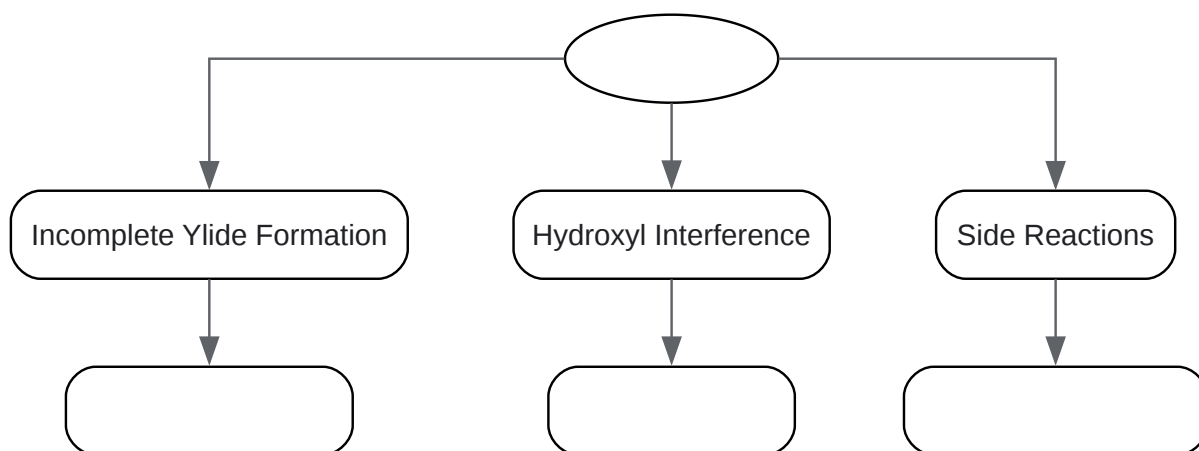 Incomplete Ylide Formation
Hydroxyl Interference
Side Reactions